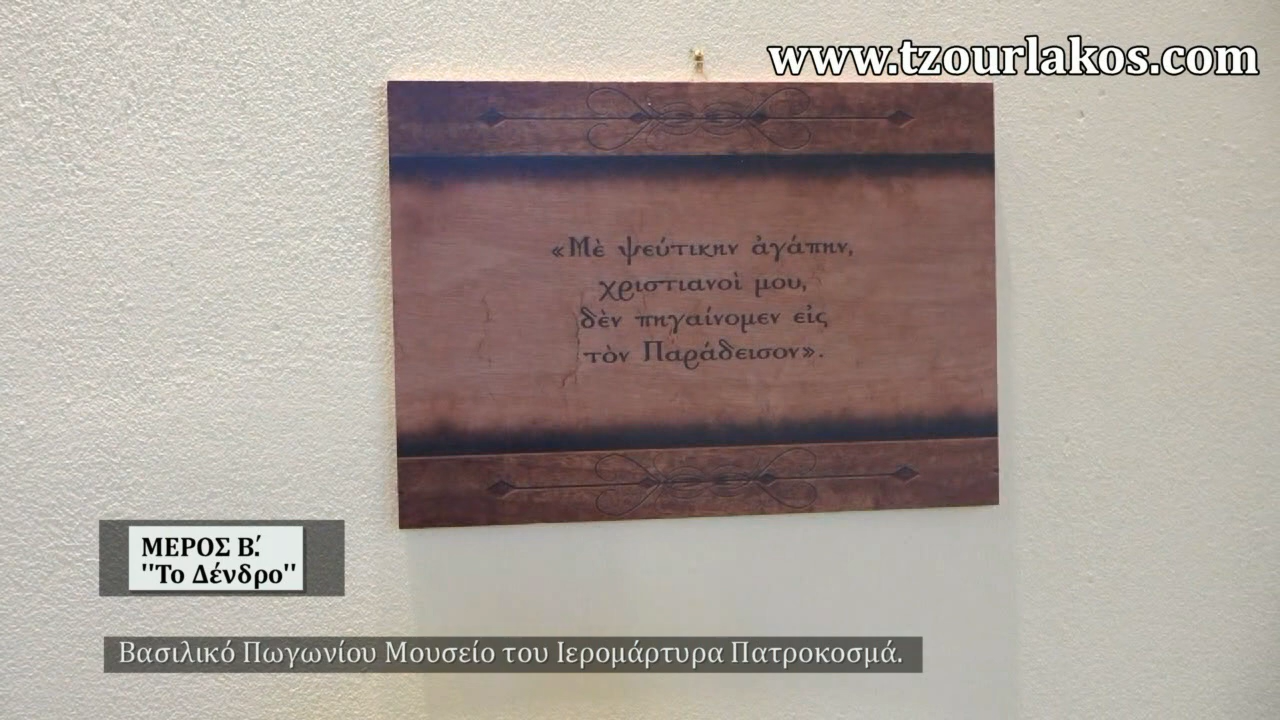 www.tzourlakos.com
«Μὲ ψεύτικην ἀγάπην,
χριστιανοὶ μου,
δὲν πηγαίνομεν εἰς
τὸν Παράδεισον».
ΜΕΡΟΣ Β΄.
''Το Δένδρο''
Βασιλικό Πωγωνίου Μουσείο του Ιερομάρτυρα Πατροκοσμά.